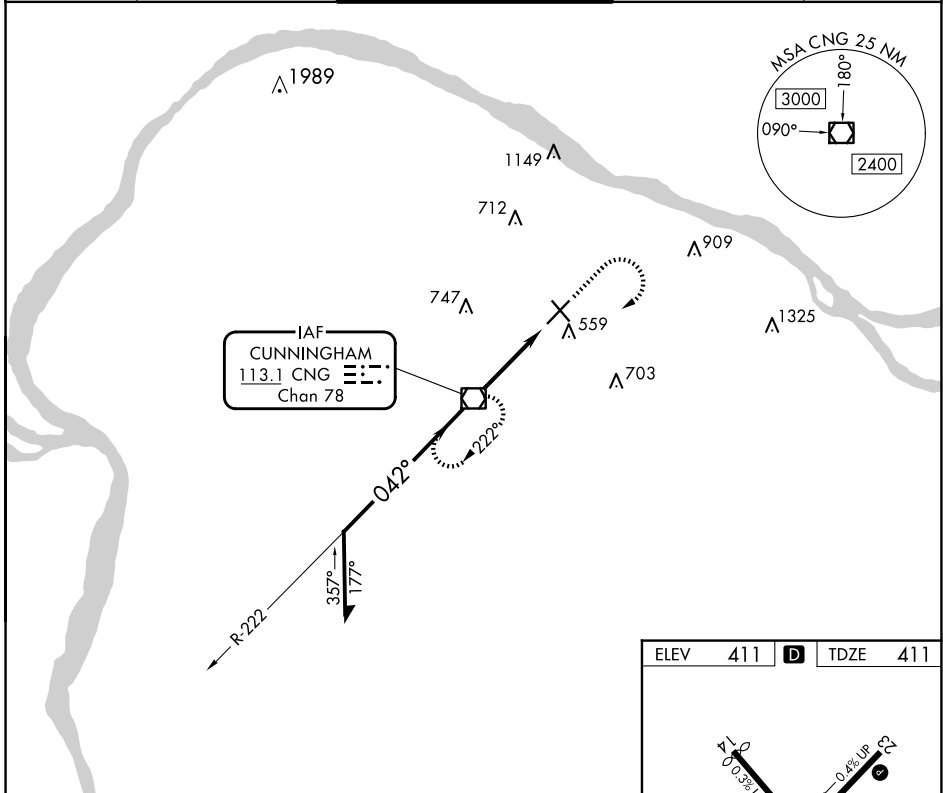 1989
MSA CNG 25 NM
180°
3000
090°
2400
1149
712
909
747
559
1325
IAF
CUNNINGHAM
113.1 CNG
Chan 78
703
222°
042°
357°
177°
R-222
ELEV 411 D TDZE 411
14
23
0.3% U
0.4% UP
P